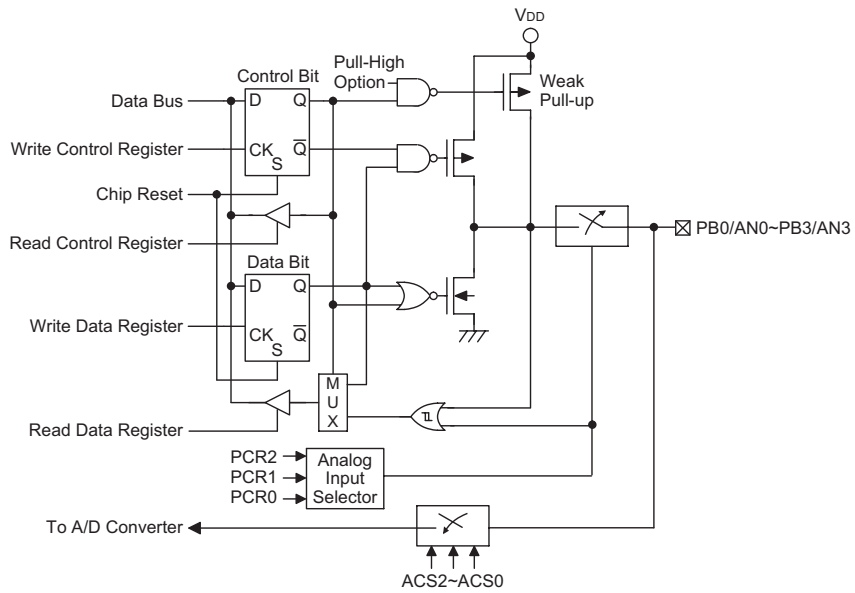 VDD
Pull-High
Option
Control Bit
Weak
Pull-up
Data Bus
D
Q
Write Control Register
CK
Q̅
S
Chip Reset
Read Control Register
PB0/AN0~PB3/AN3
Data Bit
D
Q
Write Data Register
CK
Q̅
S
M
U
X
Read Data Register
PCR2
PCR1
PCR0
Analog
Input
Selector
To A/D Converter
ACS2~ACS0